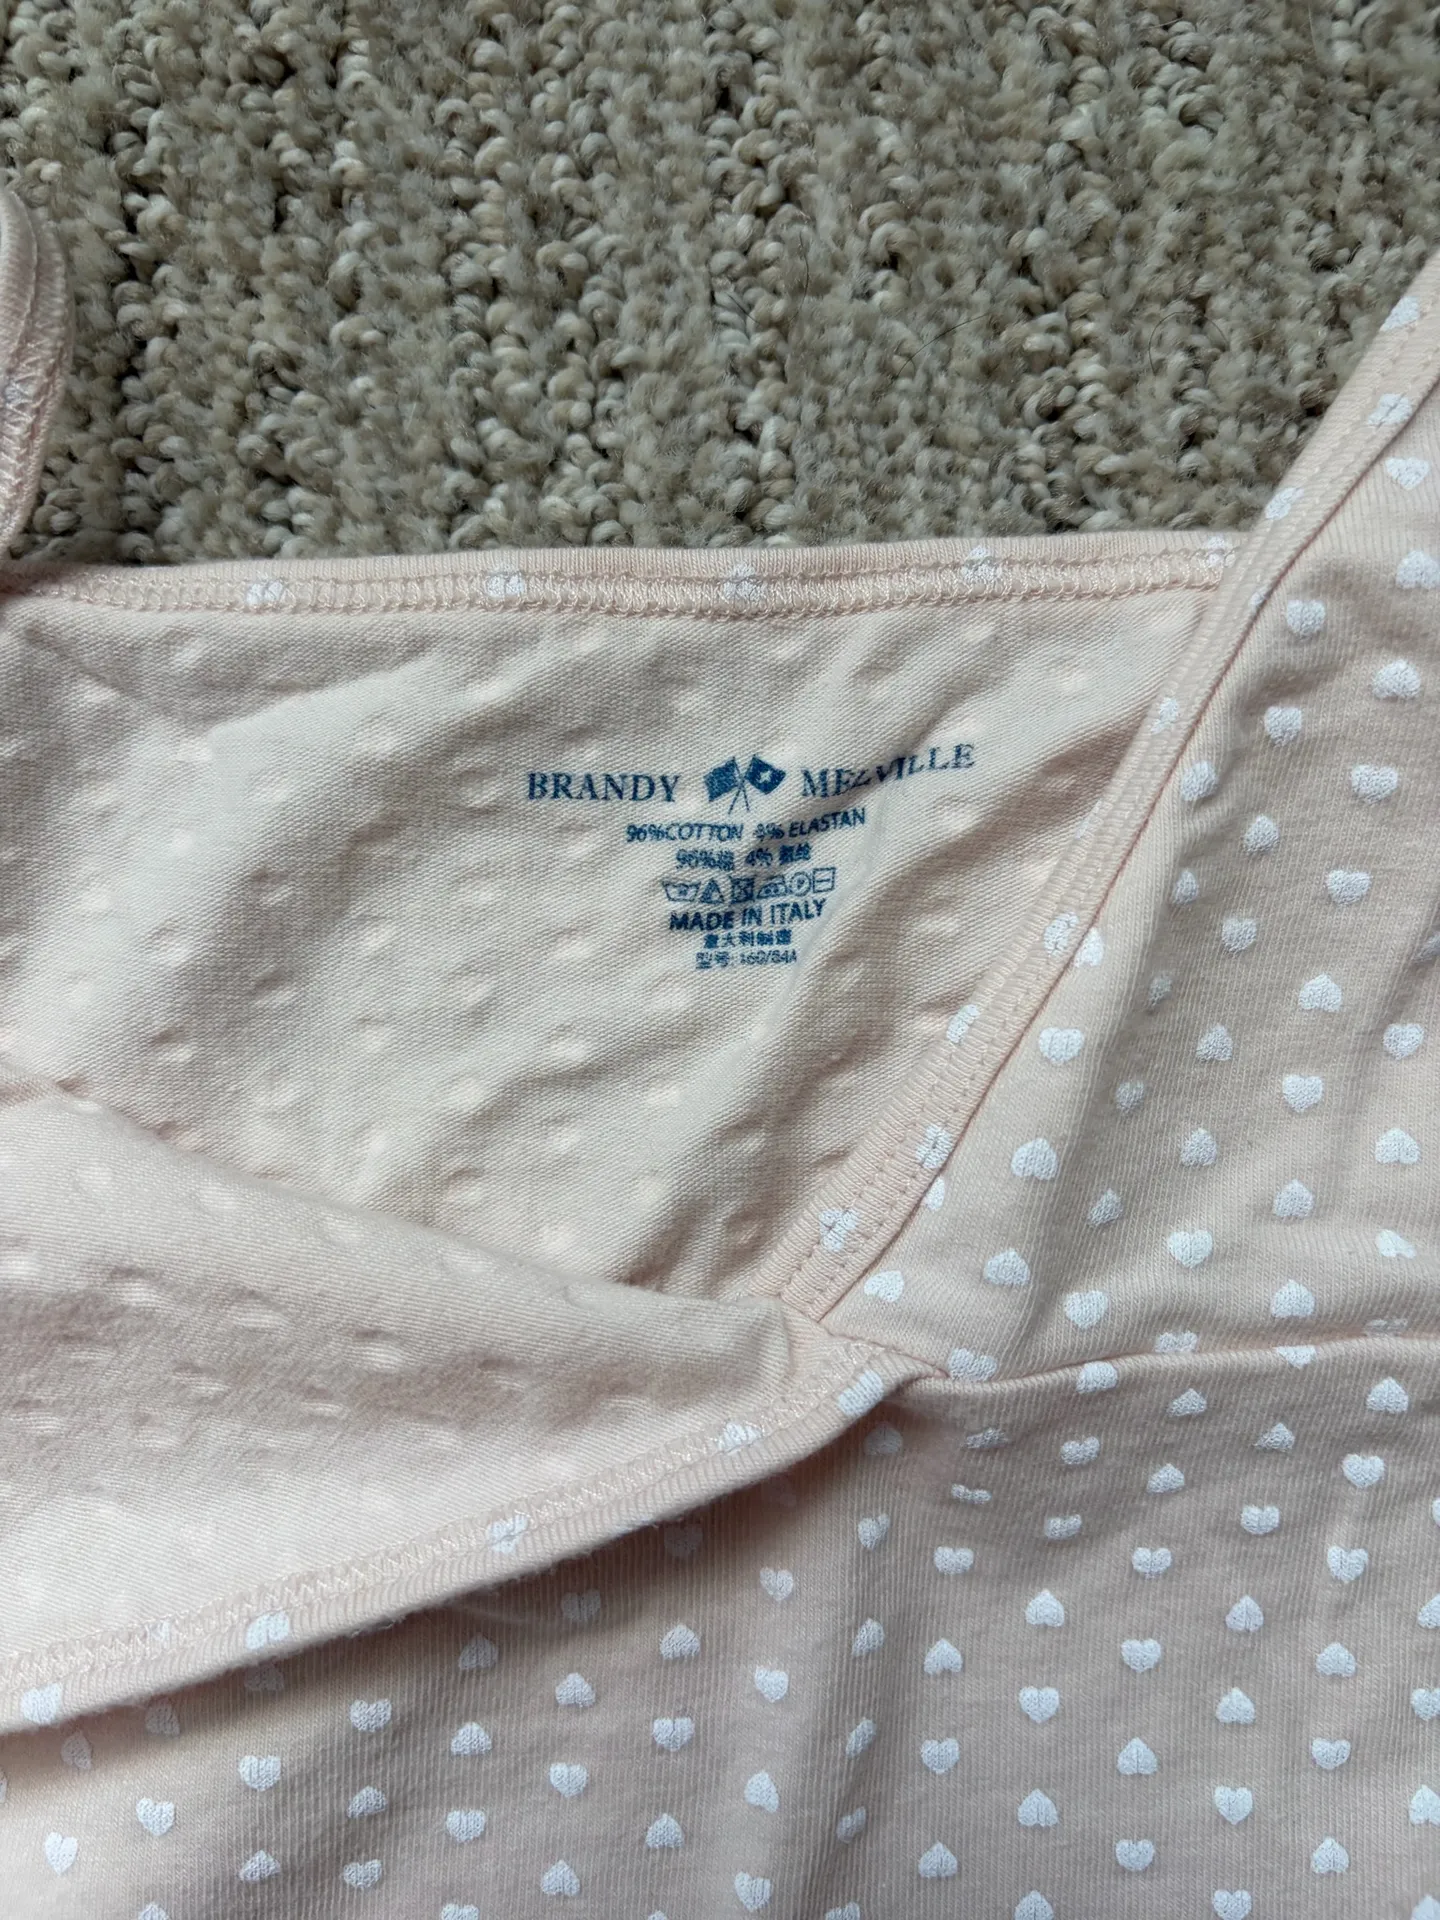 BRANDY MELVILLE
96%COTTON 4% ELASTAN
96%棉 4% 氨纶
MADE IN ITALY
意大利制造
型号: 160/84A